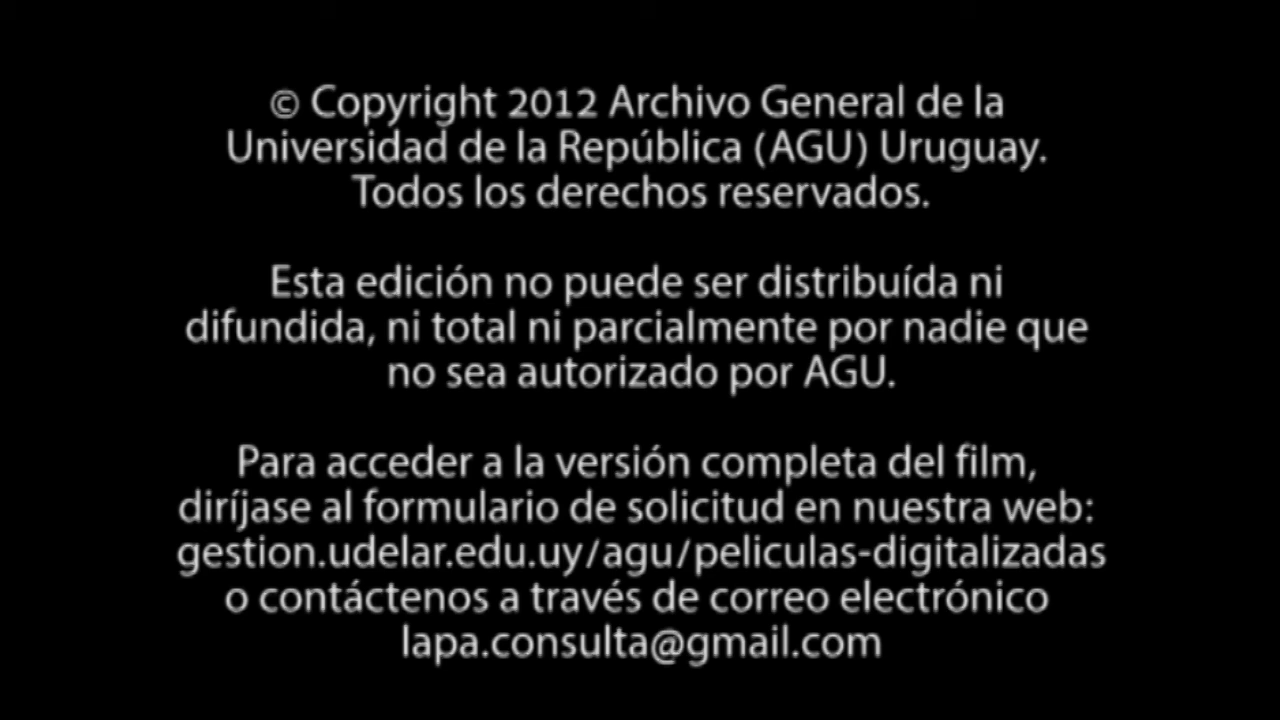 © Copyright 2012 Archivo General de la
Universidad de la República (AGU) Uruguay.
Todos los derechos reservados.
Esta edición no puede ser distribuída ni
difundida, ni total ni parcialmente por nadie que
no sea autorizado por AGU.
Para acceder a la versión completa del film,
diríjase al formulario de solicitud en nuestra web:
gestion.udelar.edu.uy/agu/peliculas-digitalizadas
o contáctenos a través de correo electrónico
lapa.consulta@gmail.com